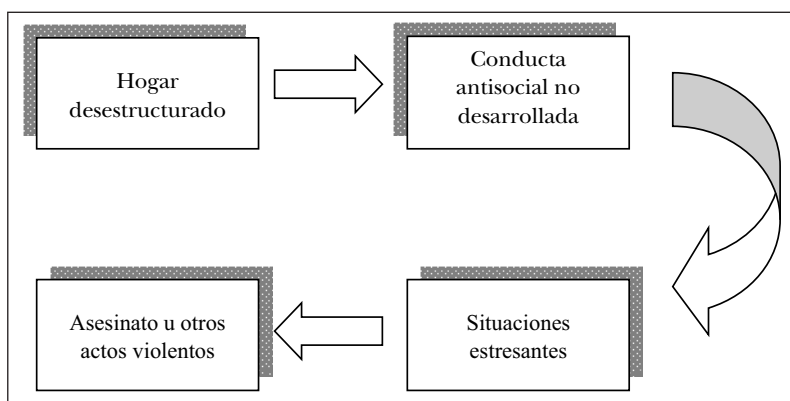 Hogar
desestructurado
Conducta
antisocial no
desarrollada
Situaciones
estresantes
Asesinato u otros
actos violentos